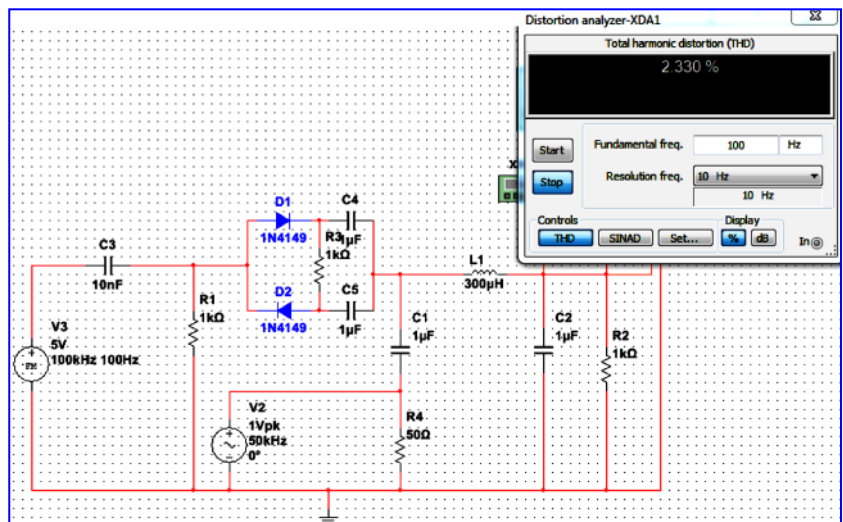 Distortion analyzer-XDA1
Total harmonic distortion (THD)
2.330 %
Start
Stop
Fundamental freq.
100
Hz
Resolution freq.
10 Hz
10 Hz
Controls
Display
THD
SINAD
Set...
%
dB
In
X
D1
1N4149
C4
1µF
R3
1kΩ
C3
10nF
R1
1kΩ
D2
1N4149
C5
1µF
L1
300µH
C1
1µF
C2
1µF
R2
1kΩ
V3
5V
100kHz 100Hz
FM
V2
1Vpk
50kHz
0°
R4
50Ω